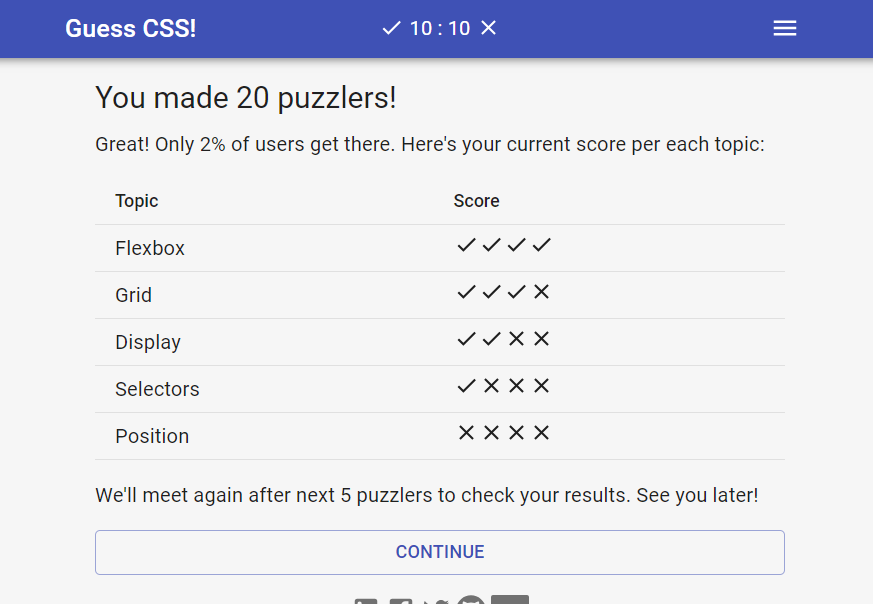 Guess CSS!
10 : 10
You made 20 puzzlers!
Great! Only 2% of users get there. Here's your current score per each topic:
Topic Score
Flexbox
Grid
Display
Selectors
Position
We'll meet again after next 5 puzzlers to check your results. See you later!
CONTINUE